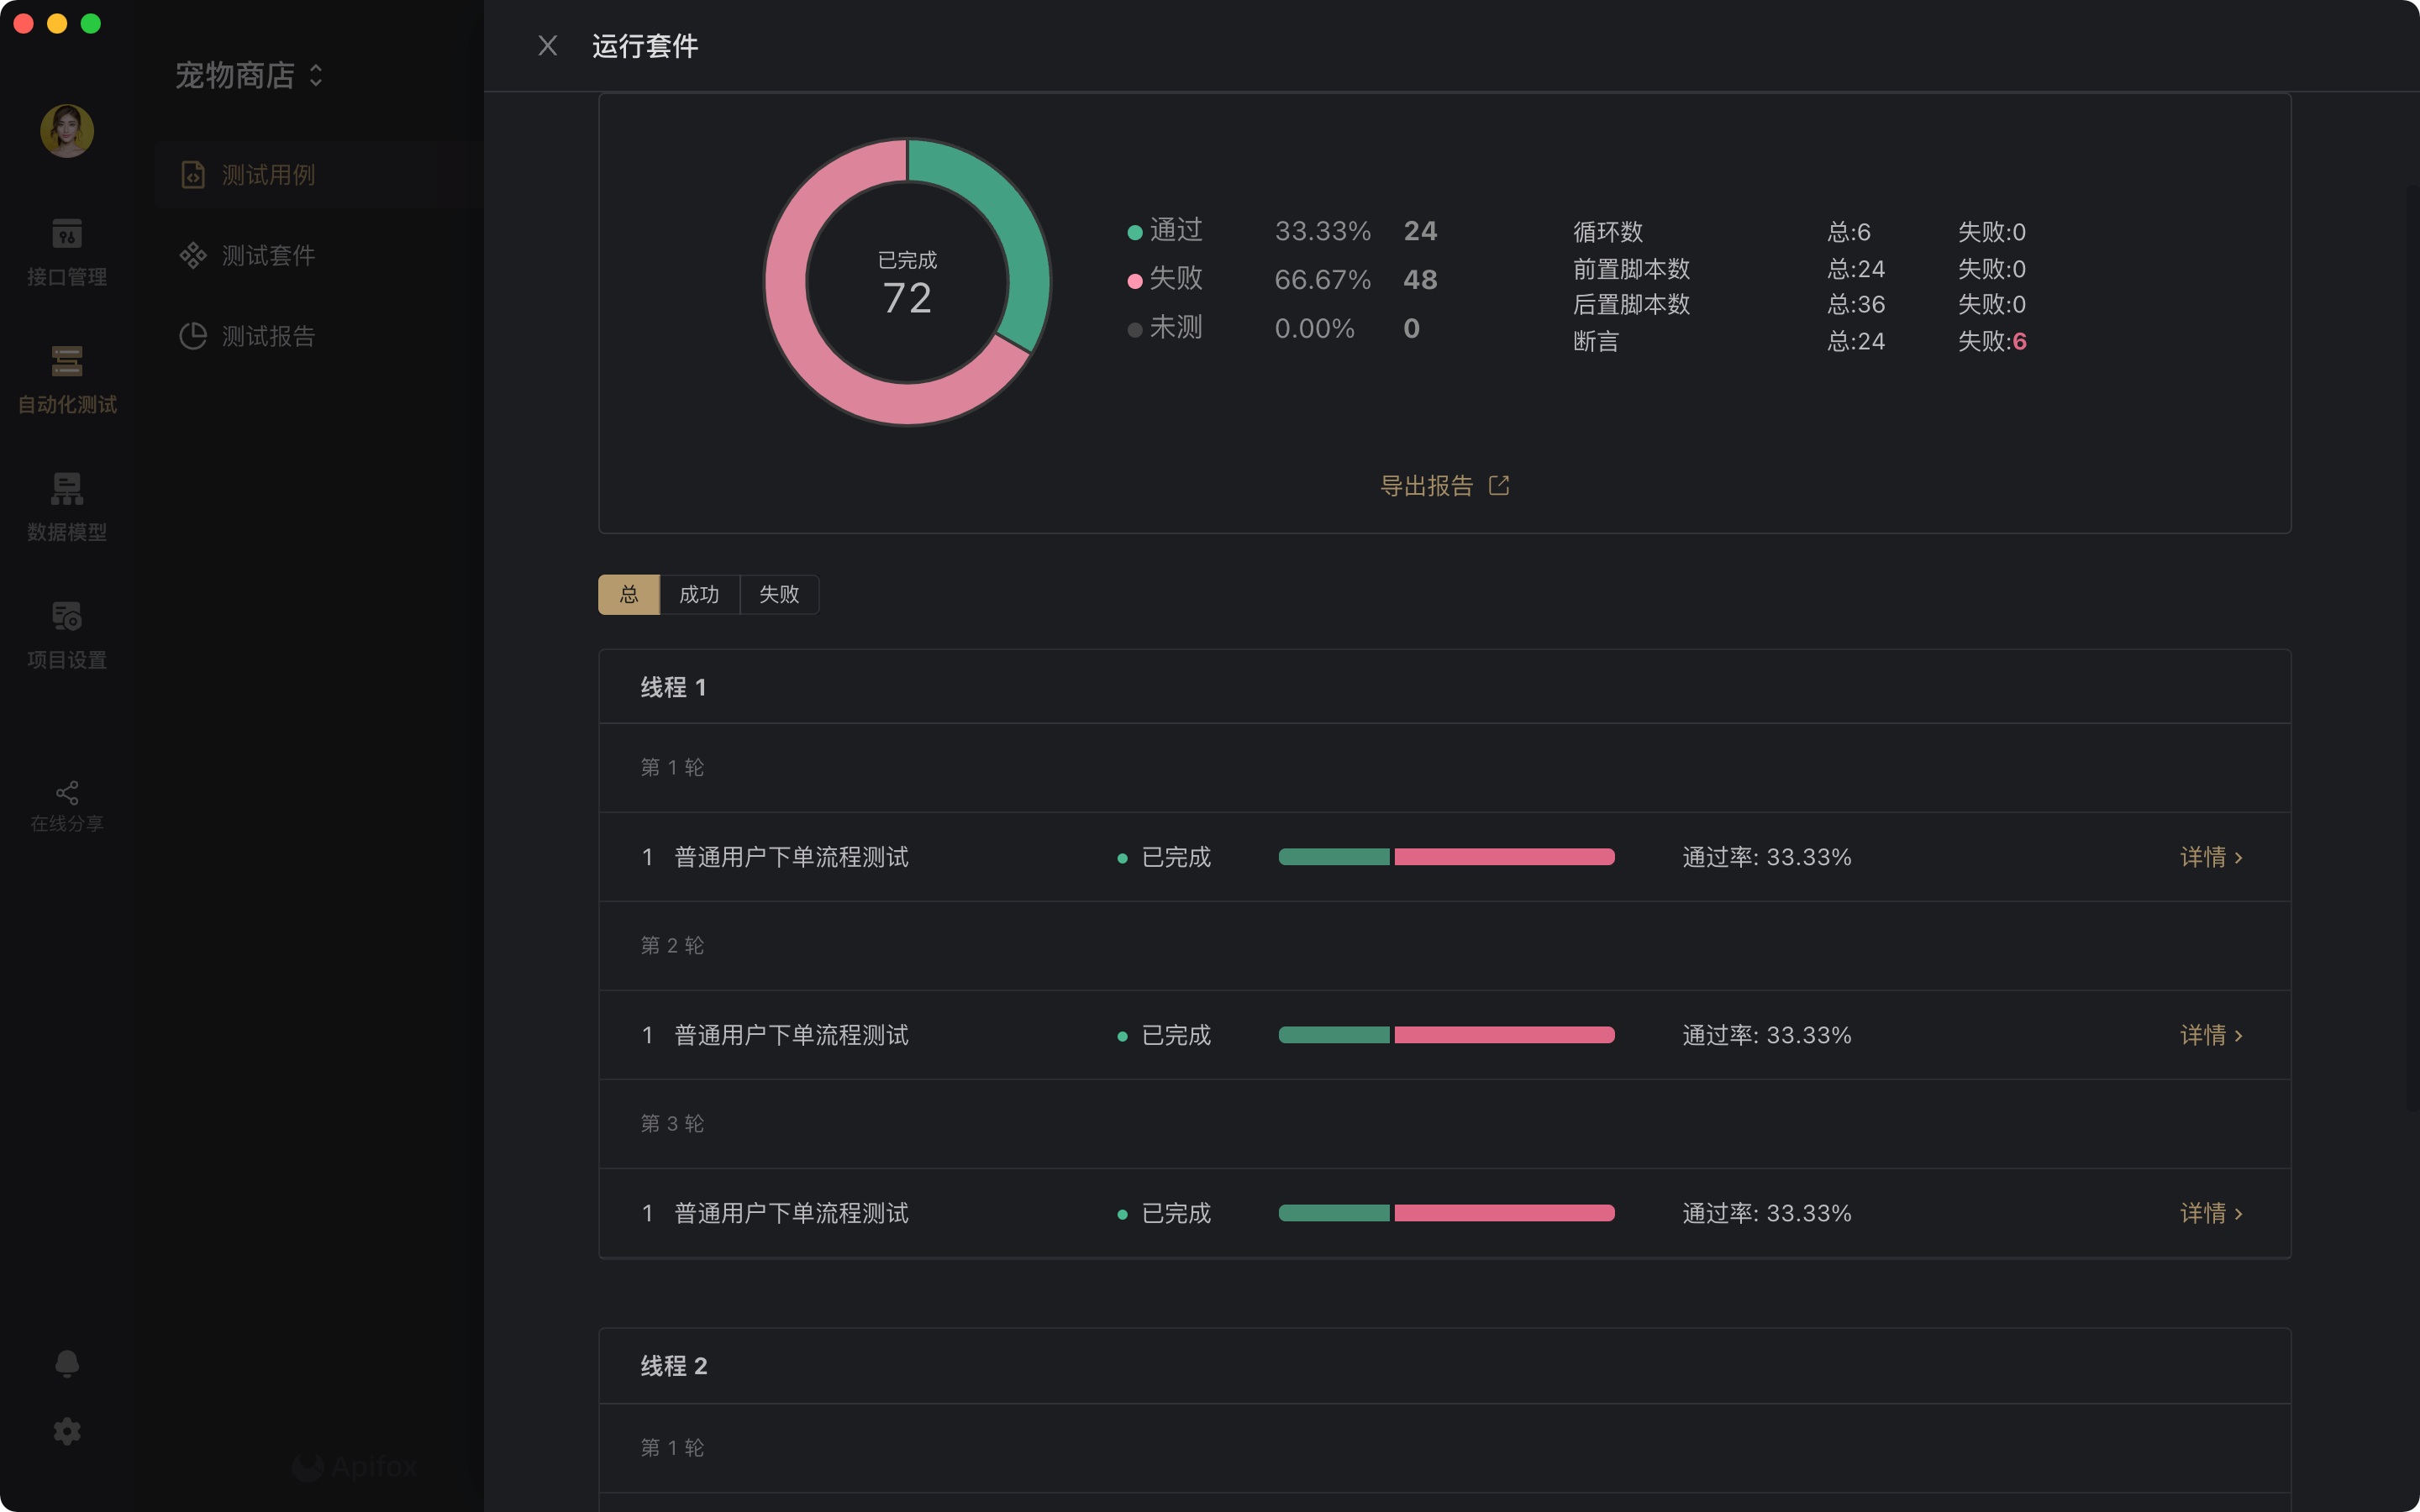 运行套件
宠物商店
测试用例
测试套件
测试报告
接口管理
自动化测试
数据模型
项目设置
在线分享
Apifox
已完成
72
通过 33.33% 24
失败 66.67% 48
未测 0.00% 0
循环数 总:6 失败:0
前置脚本数 总:24 失败:0
后置脚本数 总:36 失败:0
断言 总:24 失败:6
导出报告
总 成功 失败
线程 1
第 1 轮
1 普通用户下单流程测试 已完成 通过率: 33.33% 详情
第 2 轮
1 普通用户下单流程测试 已完成 通过率: 33.33% 详情
第 3 轮
1 普通用户下单流程测试 已完成 通过率: 33.33% 详情
线程 2
第 1 轮